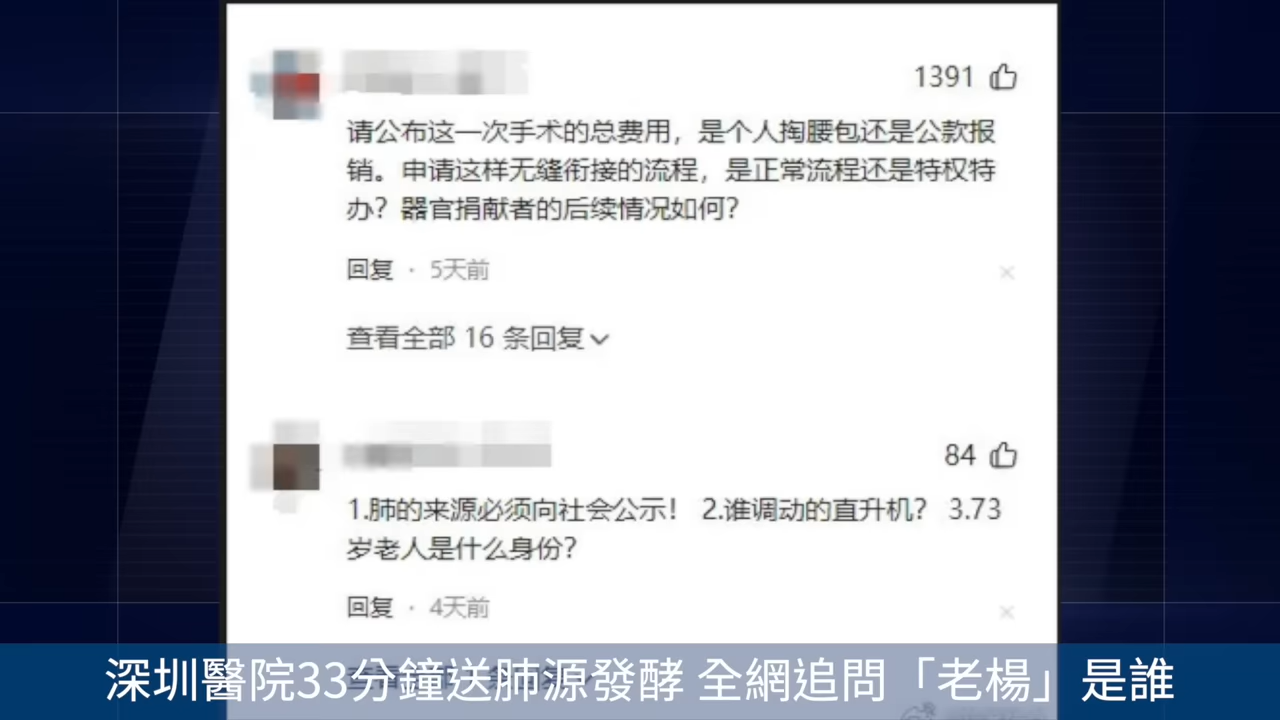 1391
请公布这一次手术的总费用，是个人掏腰包还是公款报
销。申请这样无缝衔接的流程，是正常流程还是特权特
办？器官捐献者的后续情况如何？
回复 · 5天前
查看全部 16 条回复
84
1.肺的来源必须向社会公示！ 2.谁调动的直升机？ 3.73
岁老人是什么身份？
回复 · 4天前
深圳醫院33分鐘送肺源發酵 全網追問「老楊」是誰